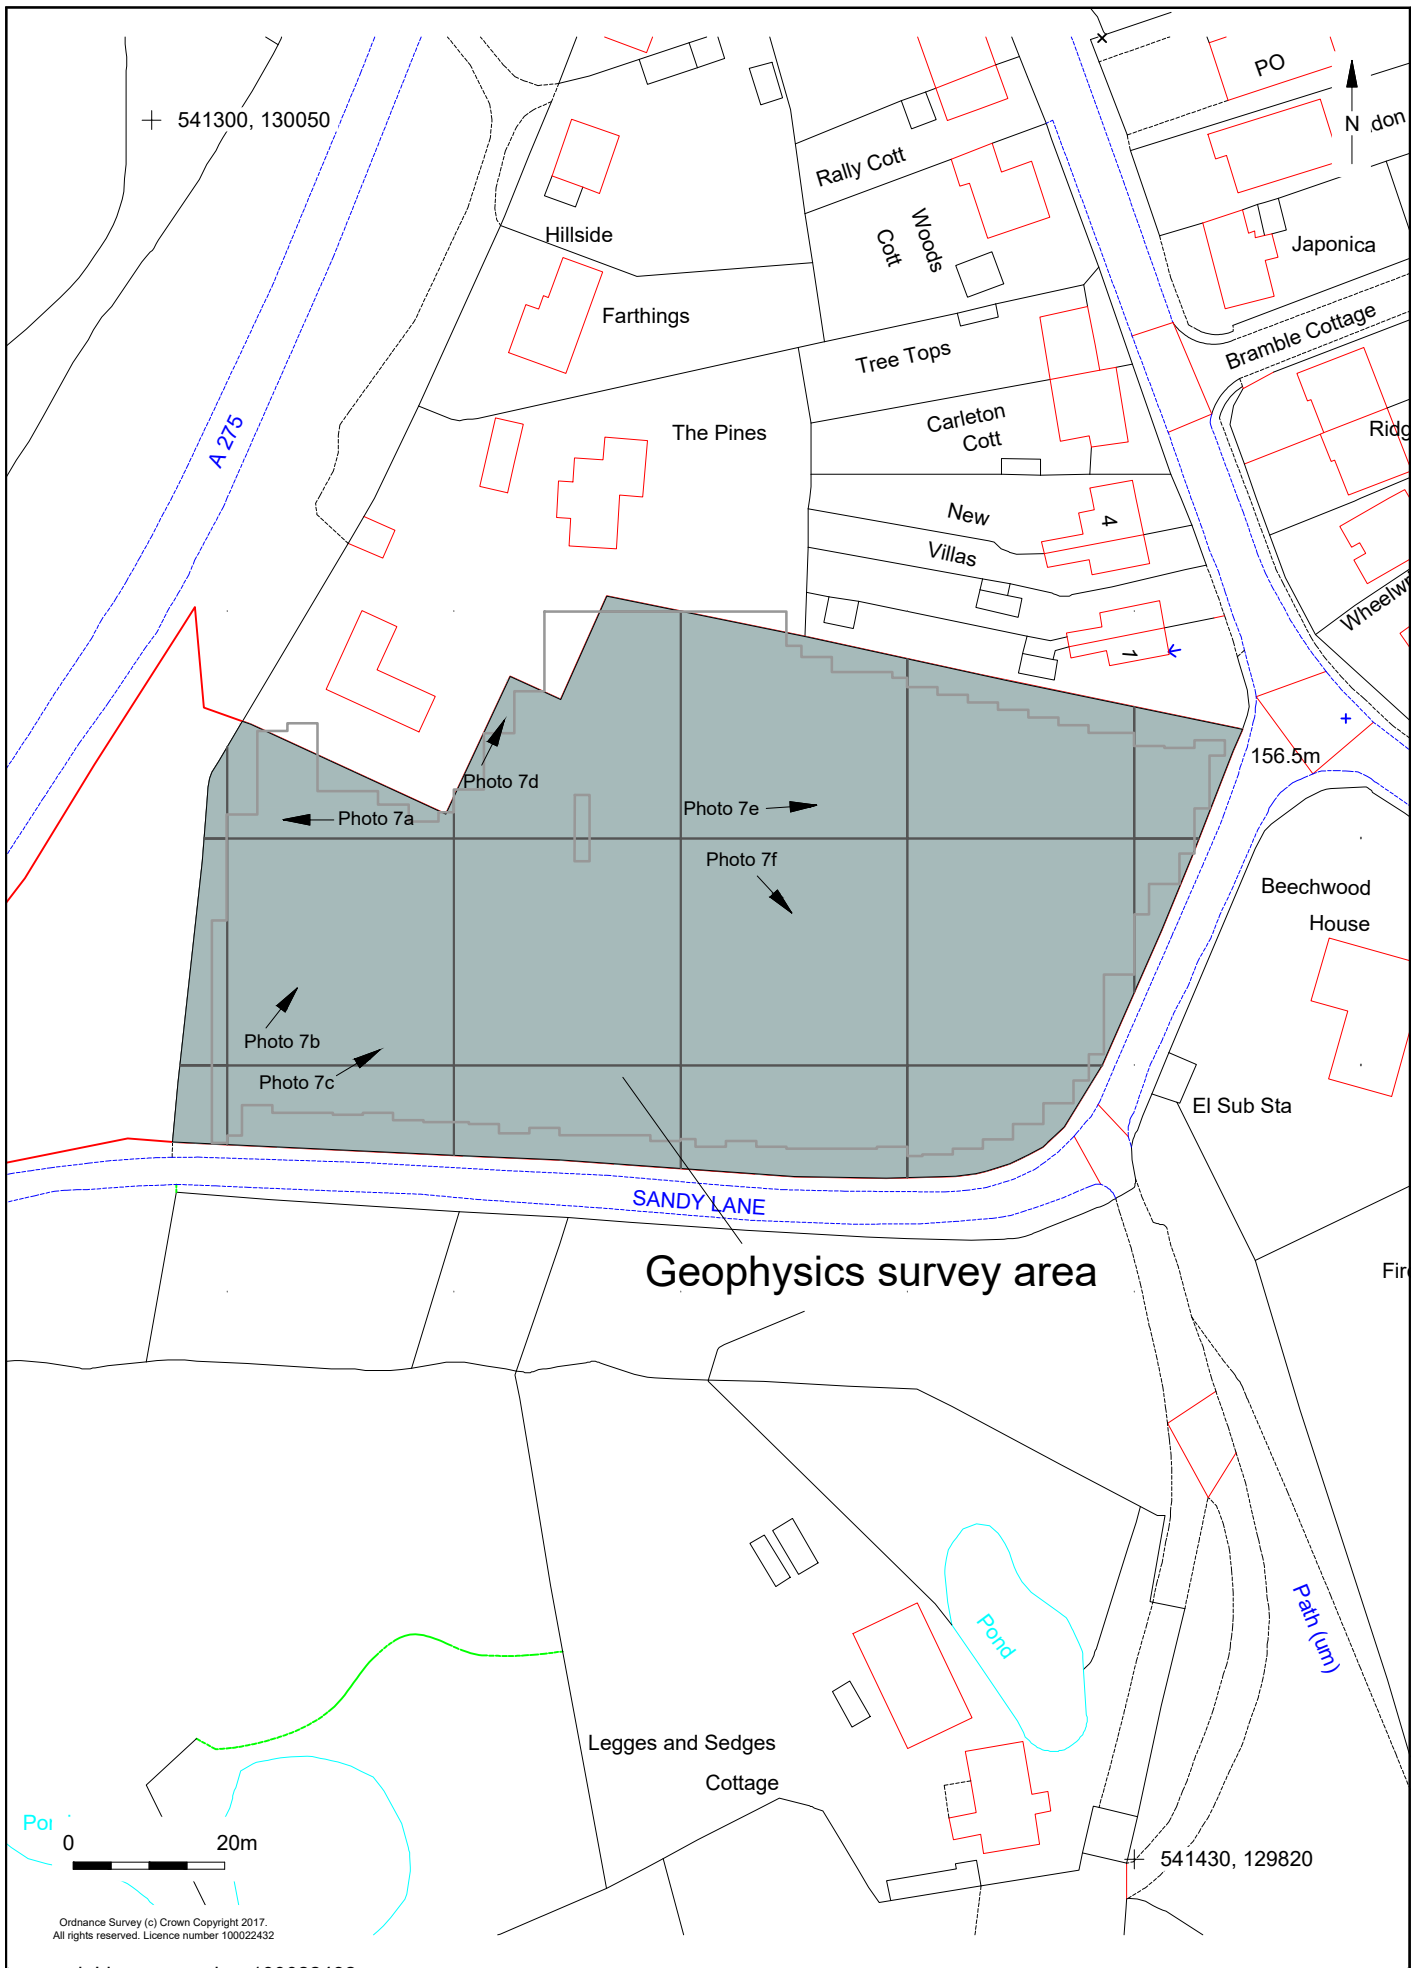 PO
541300, 130050
N
don
Rally Cott
Woods
Cott
Hillside
Japonica
Farthings
Bramble Cottage
Tree Tops
A 275
Carleton
Cott
The Pines
Ridg
New
4
Villas
Wheelwr
7
156.5m
Photo 7d
Photo 7e
Photo 7a
Photo 7f
Beechwood
House
Photo 7b
Photo 7c
El Sub Sta
SANDY LANE
Geophysics survey area
Fir
Pond
Path (um)
Legges and Sedges
Cottage
Po
0 20m
541430, 129820
Ordnance Survey (c) Crown Copyright 2017.
All rights reserved. Licence number 100022432